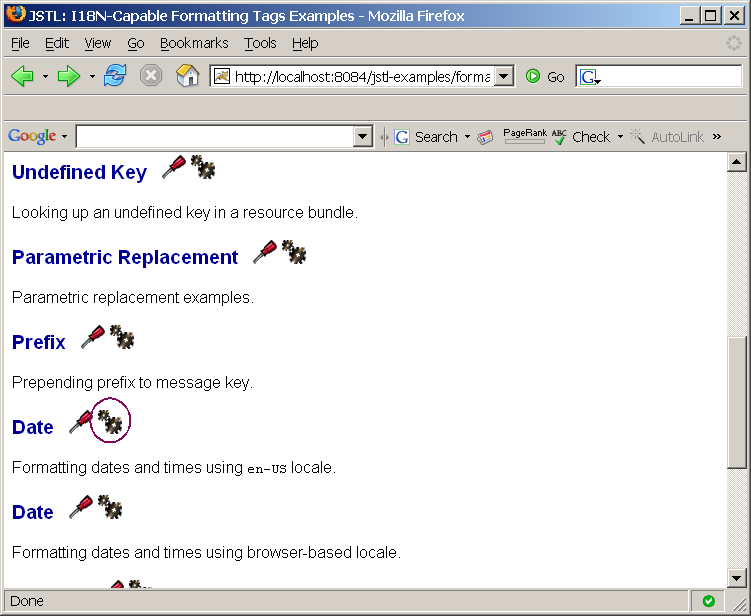 JSTL: I18N-Capable Formatting Tags Examples - Mozilla Firefox
File Edit View Go Bookmarks Tools Help
http://localhost:8084/jstl-examples/forma Go G
Google G Search PageRank ABC Check AutoLink »
Undefined Key
Looking up an undefined key in a resource bundle.
Parametric Replacement
Parametric replacement examples.
Prefix
Prepending prefix to message key.
Date
Formatting dates and times using en-US locale.
Date
Formatting dates and times using browser-based locale.
Done